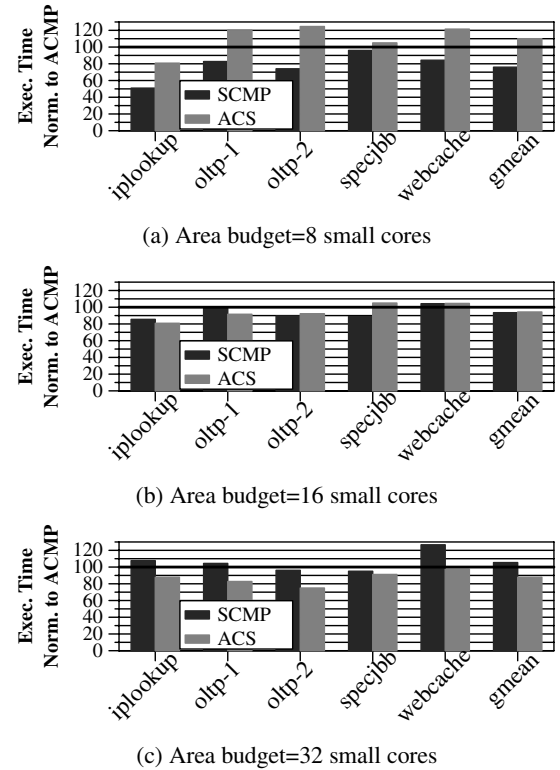 Exec. Time
Norm. to ACMP
120
100
80
60
40
20
0
SCMP
ACS
iplookup
oltp-1
oltp-2
specjbb
webcache
gmean
(a) Area budget=8 small cores
Exec. Time
Norm. to ACMP
120
100
80
60
40
20
0
SCMP
ACS
iplookup
oltp-1
oltp-2
specjbb
webcache
gmean
(b) Area budget=16 small cores
Exec. Time
Norm. to ACMP
120
100
80
60
40
20
0
SCMP
ACS
iplookup
oltp-1
oltp-2
specjbb
webcache
gmean
(c) Area budget=32 small cores